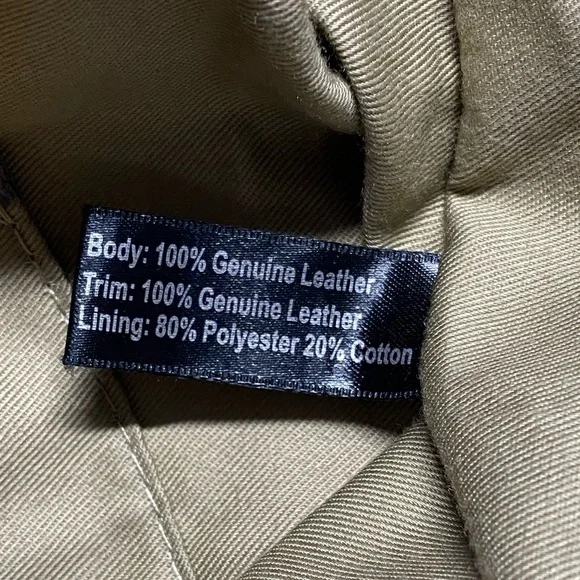 Body: 100% Genuine Leather
Trim: 100% Genuine Leather
Lining: 80% Polyester 20% Cotton